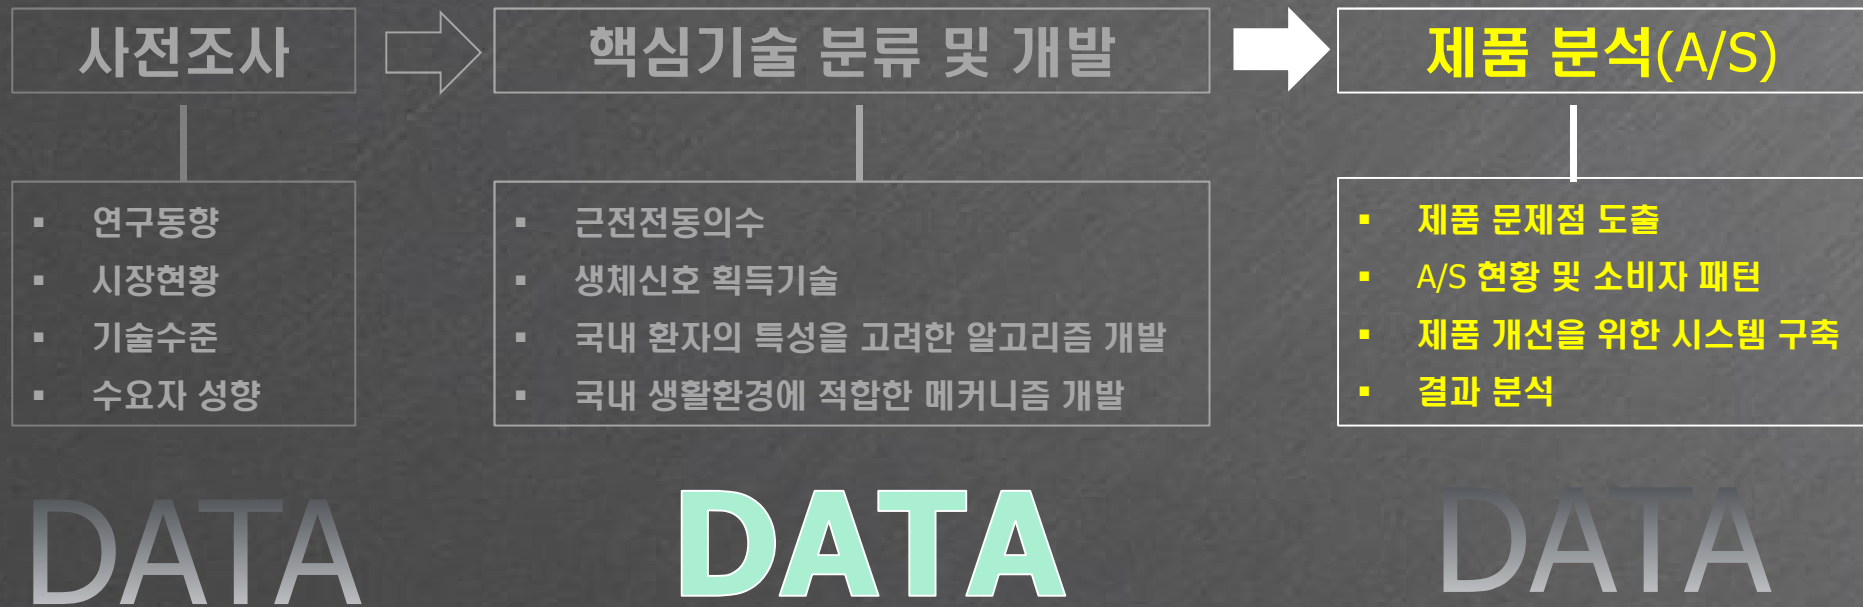 사전조사
핵심기술 분류 및 개발
제품 분석(A/S)
▪ 연구동향
▪ 시장현황
▪ 기술수준
▪ 수요자 성향
▪ 근전전동의수
▪ 생체신호 획득기술
▪ 국내 환자의 특성을 고려한 알고리즘 개발
▪ 국내 생활환경에 적합한 메커니즘 개발
▪ 제품 문제점 도출
▪ A/S 현황 및 소비자 패턴
▪ 제품 개선을 위한 시스템 구축
▪ 결과 분석
DATA
DATA
DATA